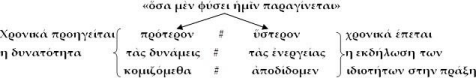 «ὅσα μὲν φύσει ἡμῖν παραγίνεται»
Χρονικά προηγείται πρότερον # ὕστερον χρονικά έπεται
η δυνατότητα τὰς δυνάμεις # τὰς ἐνεργείας η εκδήλωση των
κομιζόμεθα # ἀποδίδομεν ιδιοτήτων στην πράξη